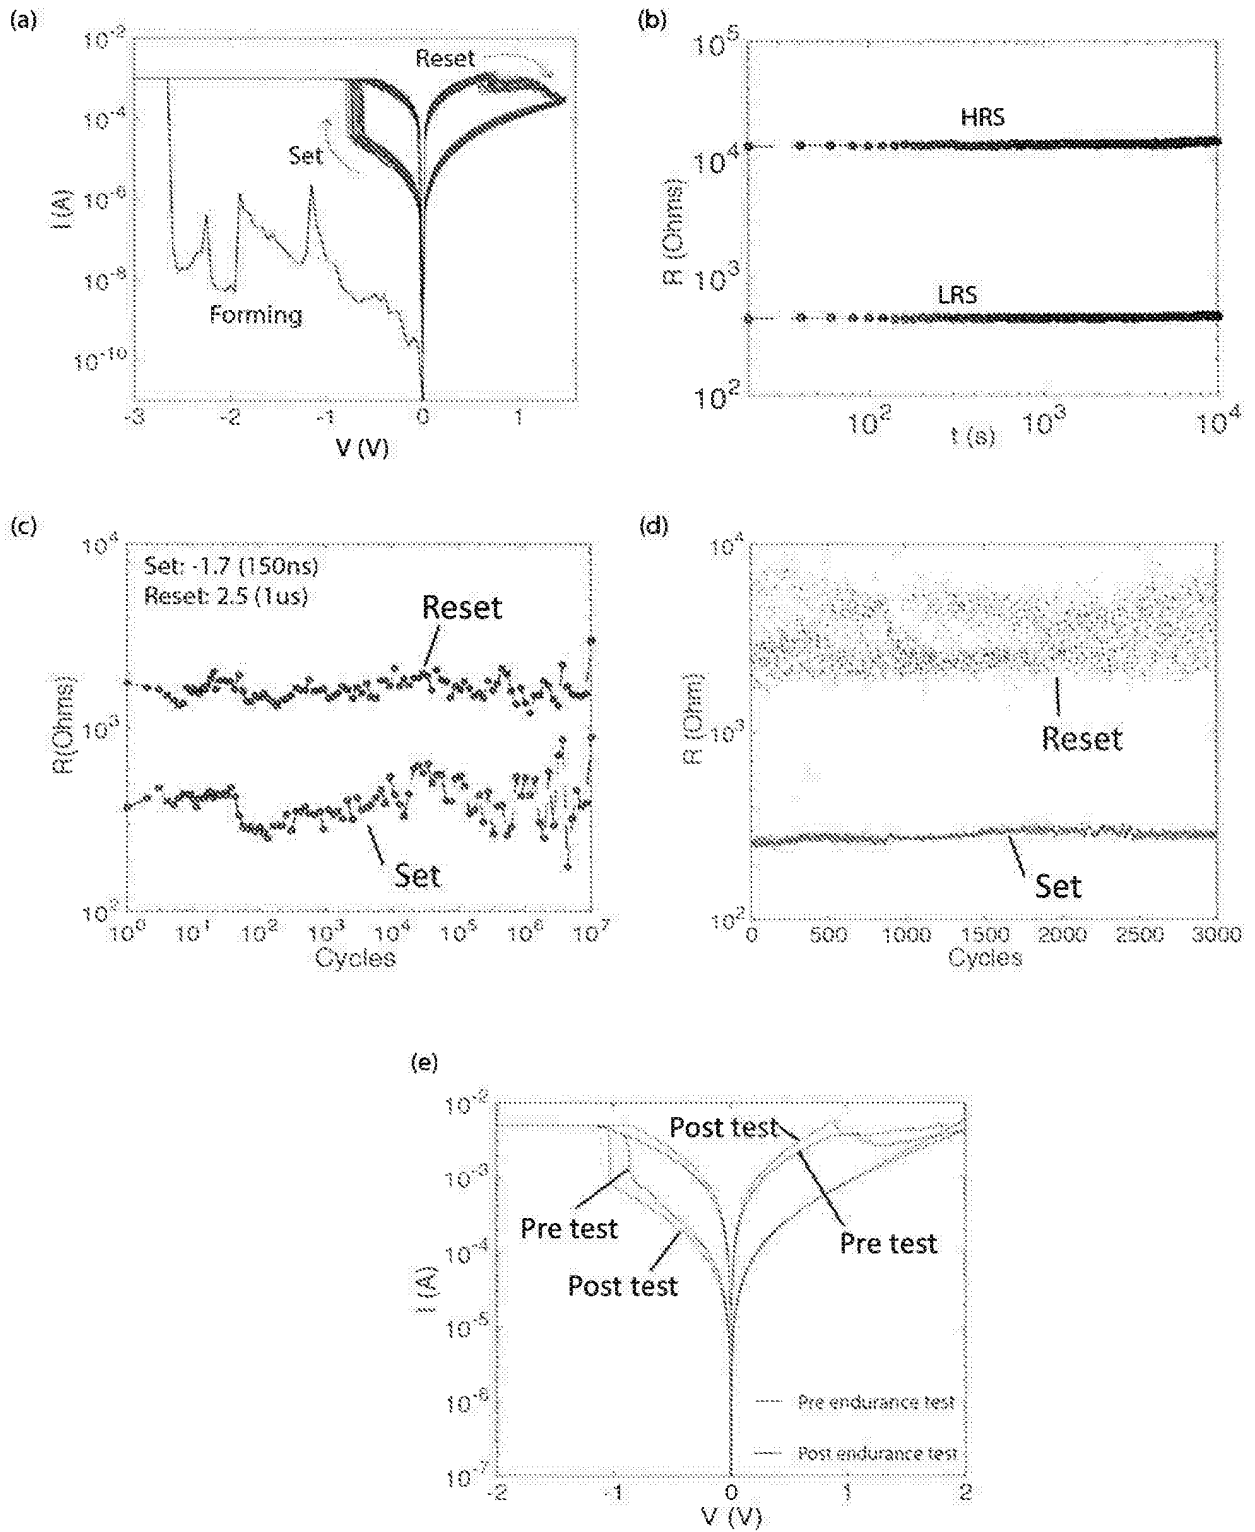 (a)
10-2
10-4
10-6
10-8
10-10
I (A)
Reset
Set
Forming
-3
-2
-1
0
1
V (V)
(b)
105
104
103
102
R (Ohms)
HRS
LRS
102
103
104
t (s)
(c)
104
103
102
R(Ohms)
Set: -1.7 (150ns)
Reset: 2.5 (1us)
Reset
Set
100
101
102
103
104
105
106
107
Cycles
(d)
104
103
102
R (Ohm)
Reset
Set
0
500
1000
1500
2000
2500
3000
Cycles
(e)
10-2
10-3
10-4
10-5
10-6
10-7
I (A)
Post test
Pre test
Pre test
Post test
Pre endurance test
Post endurance test
-2
-1
0
1
2
V (V)